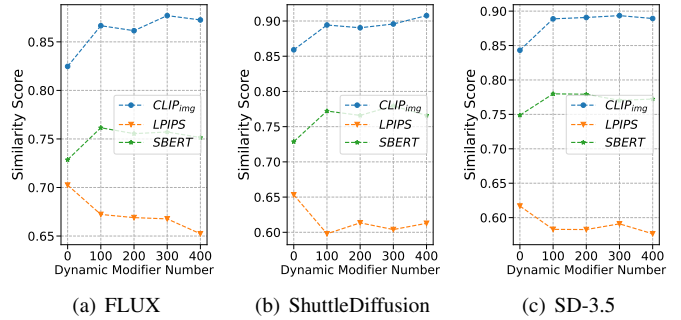 Similarity Score
0.85
0.80
0.75
0.70
0.65
CLIPimg
LPIPS
SBERT
0 100 200 300 400
Dynamic Modifier Number
(a) FLUX
Similarity Score
0.90
0.85
0.80
0.75
0.70
0.65
0.60
CLIPimg
LPIPS
SBERT
0 100 200 300 400
Dynamic Modifier Number
(b) ShuttleDiffusion
Similarity Score
0.90
0.85
0.80
0.75
0.70
0.65
0.60
CLIPimg
LPIPS
SBERT
0 100 200 300 400
Dynamic Modifier Number
(c) SD-3.5